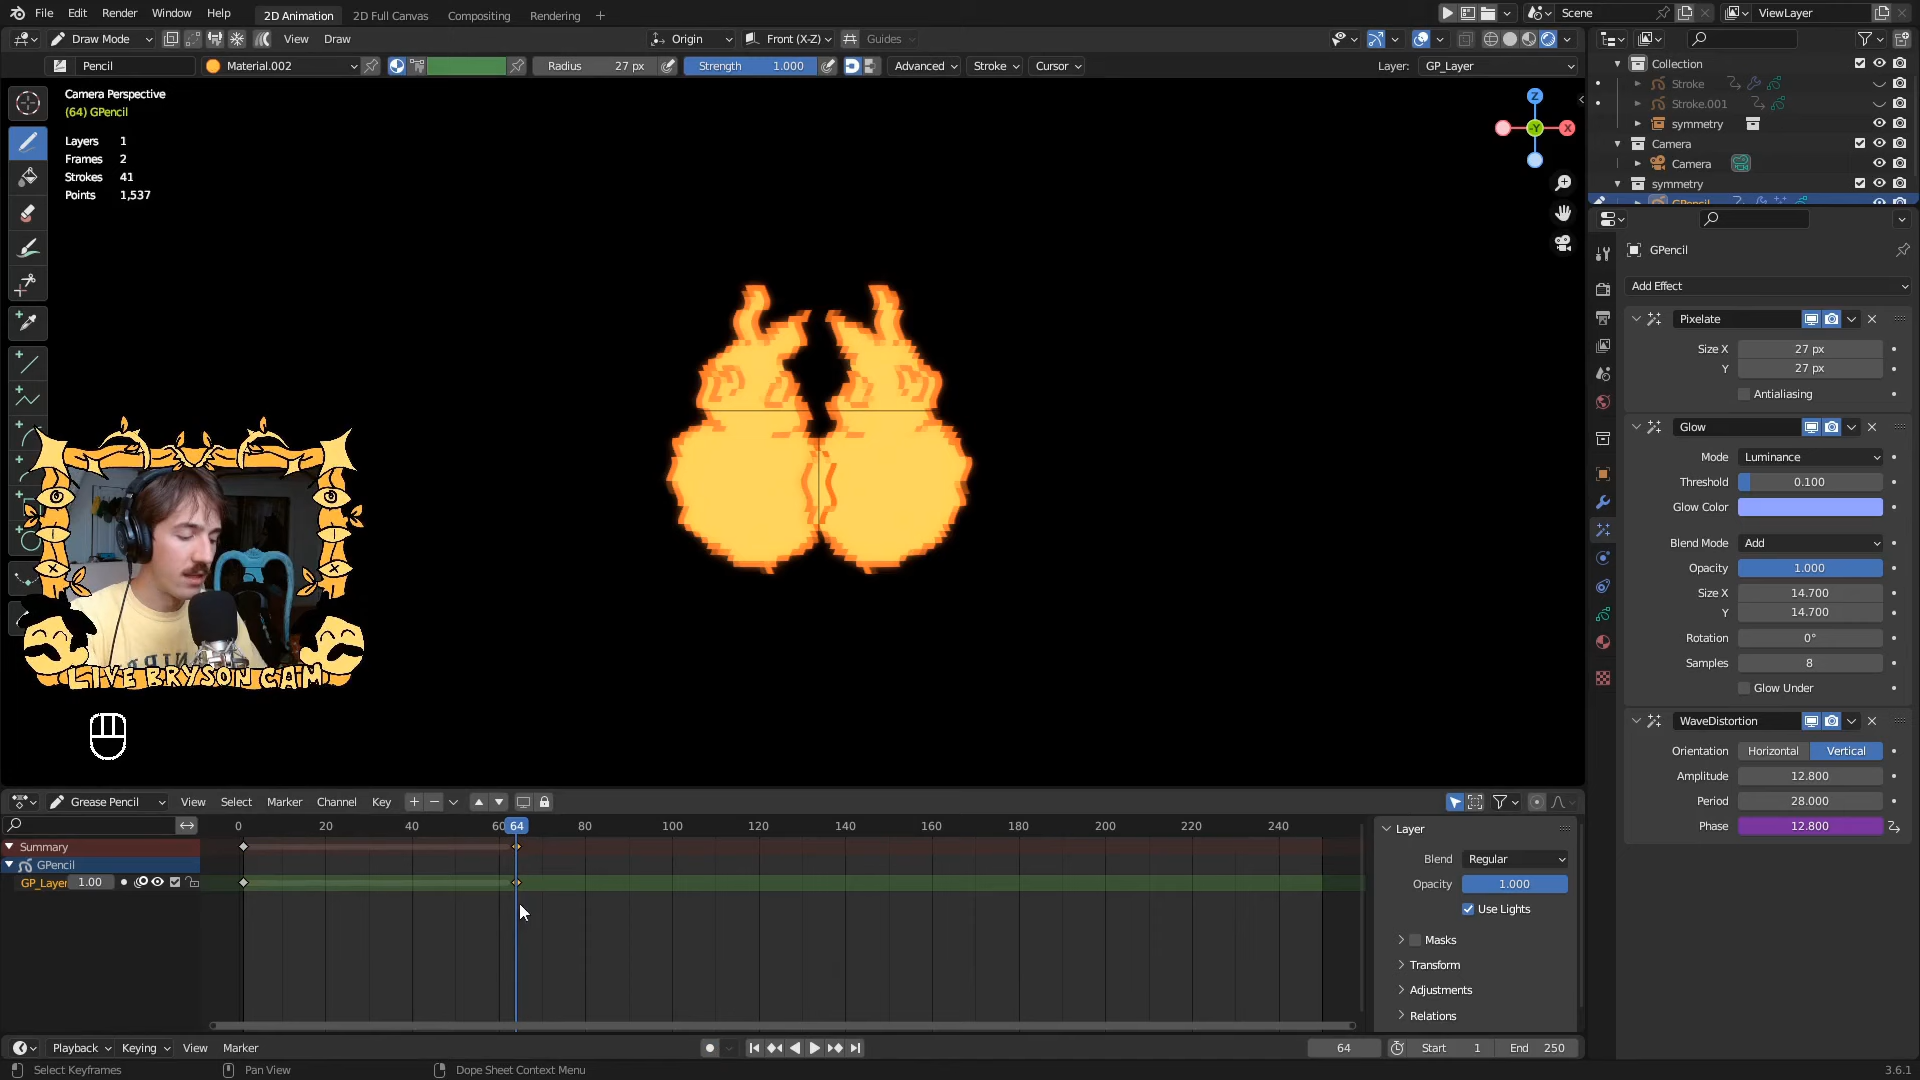 File Edit Render Window Help 2D Animation 2D Full Canvas Compositing Rendering + Scene ViewLayer
Draw Mode View Draw Origin Front (X-Z) Guides
Pencil Material.002 Radius 27 px Strength 1.000 Advanced Stroke Cursor Layer: GP_Layer
Camera Perspective
(64) GPencil
Layers 1
Frames 2
Strokes 41
Points 1,537
Z
-Y
X
Collection
Stroke
Stroke.001
symmetry
Camera
Camera
symmetry
GPencil
GPencil
Add Effect
Pixelate
Size X 27 px
Y 27 px
Antialiasing
Glow
Mode Luminance
Threshold 0.100
Glow Color
Blend Mode Add
Opacity 1.000
Size X 14.700
Y 14.700
Rotation 0°
Samples 8
Glow Under
WaveDistortion
Orientation Horizontal Vertical
Amplitude 12.800
Period 28.000
Phase 12.800
LIVE BRYSON CAM
Grease Pencil View Select Marker Channel Key
0 20 40 60 64 80 100 120 140 160 180 200 220 240
Summary
GPencil
GP_Layer 1.00
Layer
Blend Regular
Opacity 1.000
Use Lights
Masks
Transform
Adjustments
Relations
Playback Keying View Marker 64 Start 1 End 250
Select Keyframes Pan View Dope Sheet Context Menu 3.6.1